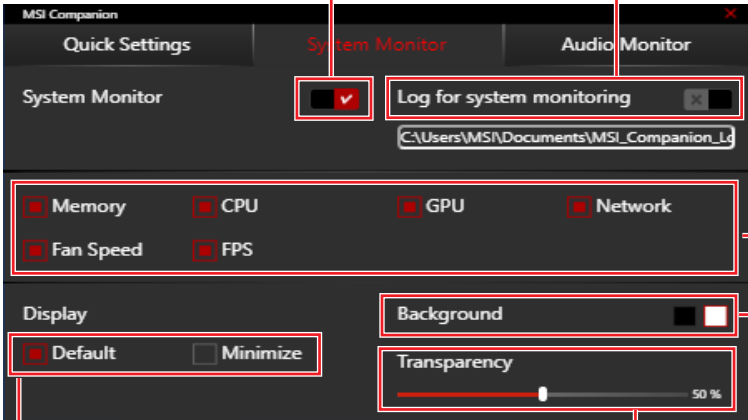 MSI Companion
Quick Settings System Monitor Audio Monitor
System Monitor Log for system monitoring
C:\Users\MSI\Documents\MSI_Companion_Lo
Memory CPU GPU Network
Fan Speed FPS
Display Background
Default Minimize
Transparency
50 %